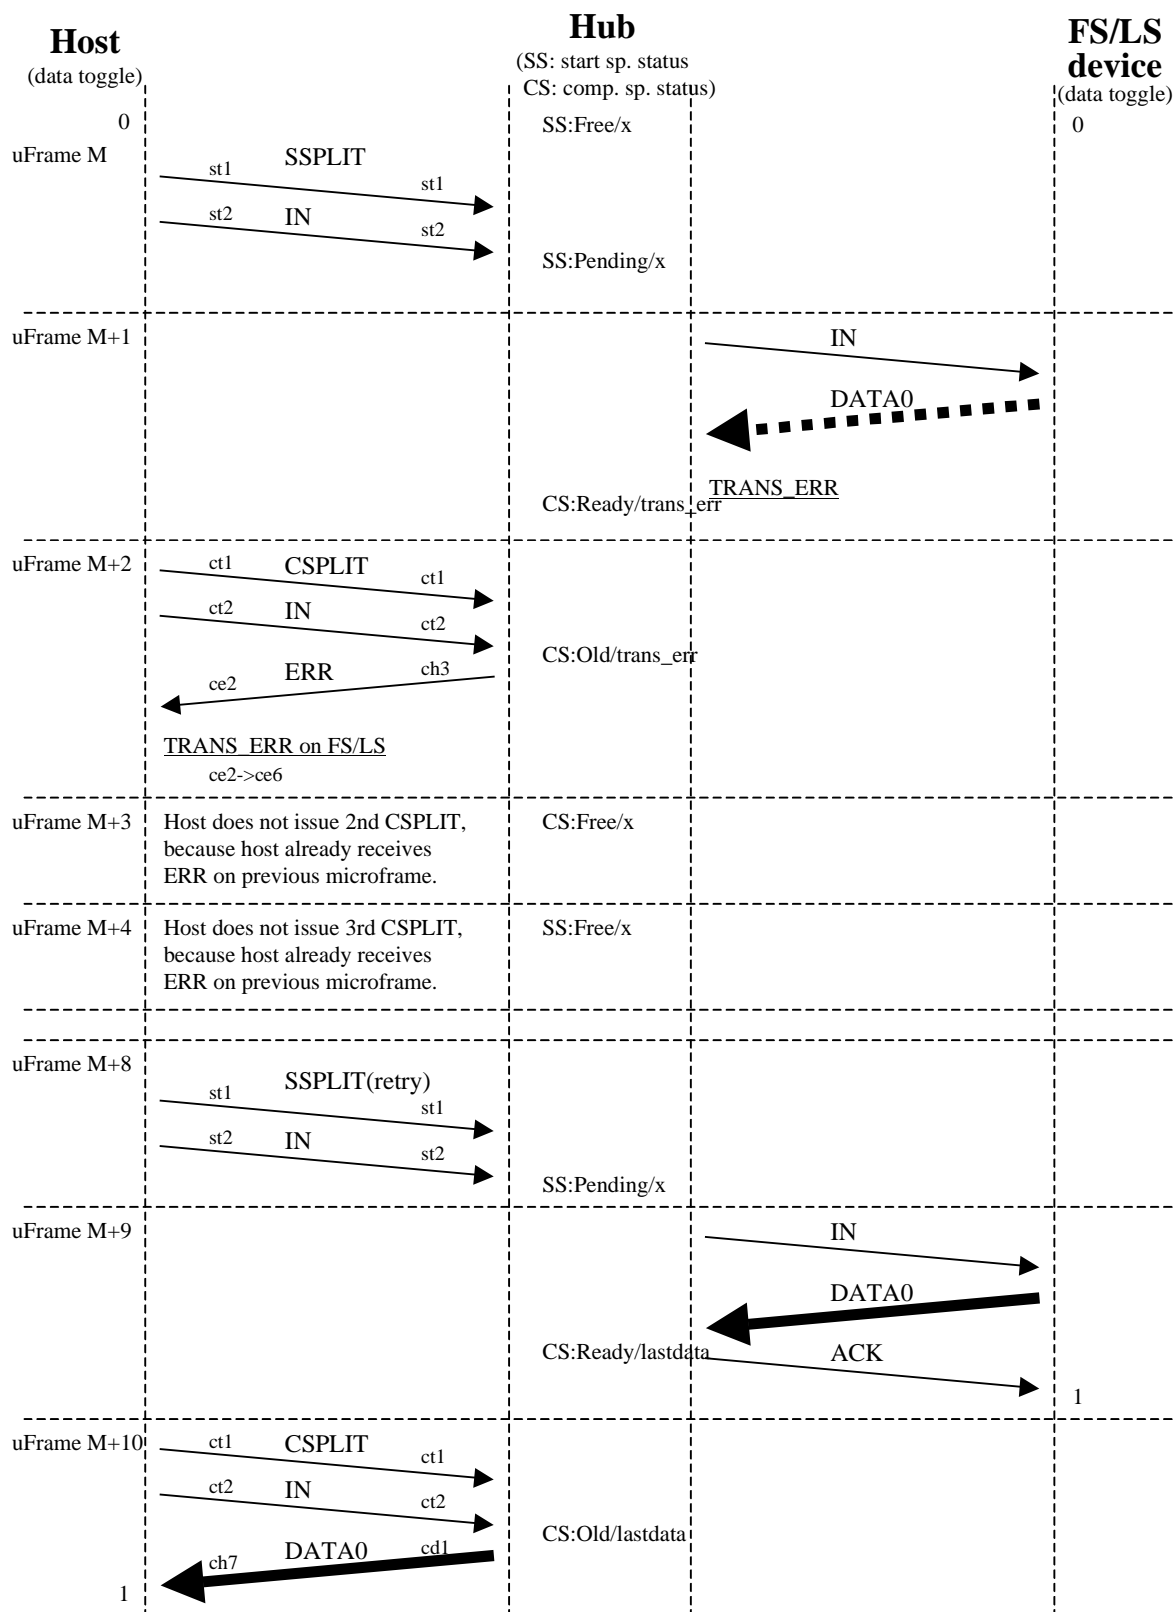 Host
(data toggle)
Hub
(SS: start sp. status
CS: comp. sp. status)
FS/LS
device
(data toggle)
0
SS:Free/x
0
uFrame M
st1
SSPLIT
st1
st2
IN
st2
SS:Pending/x
uFrame M+1
IN
DATA0
TRANS_ERR
CS:Ready/trans_err
uFrame M+2
ct1
CSPLIT
ct1
ct2
IN
ct2
CS:Old/trans_err
ce2
ERR
ch3
TRANS_ERR on FS/LS
ce2->ce6
uFrame M+3
Host does not issue 2nd CSPLIT,
because host already receives
ERR on previous microframe.
CS:Free/x
uFrame M+4
Host does not issue 3rd CSPLIT,
because host already receives
ERR on previous microframe.
SS:Free/x
uFrame M+8
st1
SSPLIT(retry)
st1
st2
IN
st2
SS:Pending/x
uFrame M+9
IN
DATA0
CS:Ready/lastdata
ACK
1
uFrame M+10
ct1
CSPLIT
ct1
ct2
IN
ct2
CS:Old/lastdata
ch7
DATA0
cd1
1